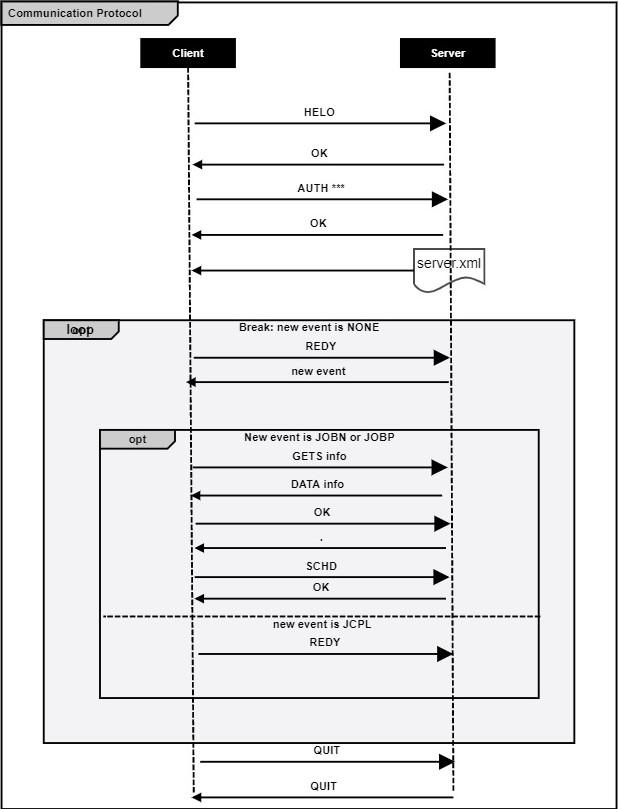 Communication Protocol
Client
Server
HELO
OK
AUTH ***
OK
server.xml
loop
Break: new event is NONE
REDY
new event
opt
New event is JOBN or JOBP
GETS info
DATA info
OK
.
SCHD
OK
new event is JCPL
REDY
QUIT
QUIT